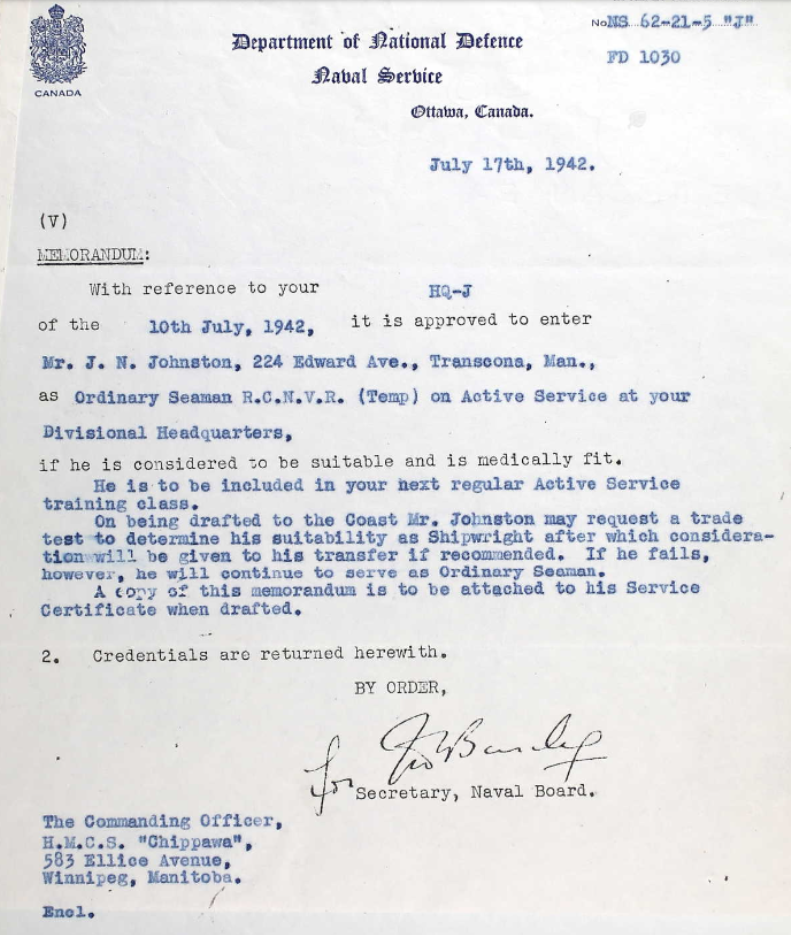 No. NS 62-21-5 "J"
Department of National Defence
FD 1030
Naval Service
CANADA
Ottawa, Canada.
July 17th, 1942.
(V)
MEMORANDUM:
With reference to your HQ-J
of the 10th July, 1942, it is approved to enter
Mr. J. N. Johnston, 224 Edward Ave., Transcona, Man.,
as Ordinary Seaman R.C.N.V.R. (Temp) on Active Service at your
Divisional Headquarters,
if he is considered to be suitable and is medically fit.
He is to be included in your next regular Active Service
training class.
On being drafted to the Coast Mr. Johnston may request a trade
test to determine his suitability as Shipwright after which considera-
tion will be given to his transfer if recommended. If he fails,
however, he will continue to serve as Ordinary Seaman.
A copy of this memorandum is to be attached to his Service
Certificate when drafted.
2. Credentials are returned herewith.
BY ORDER,
for
Secretary, Naval Board.
The Commanding Officer,
H.M.C.S. "Chippawa",
583 Ellice Avenue,
Winnipeg, Manitoba.
Encl.